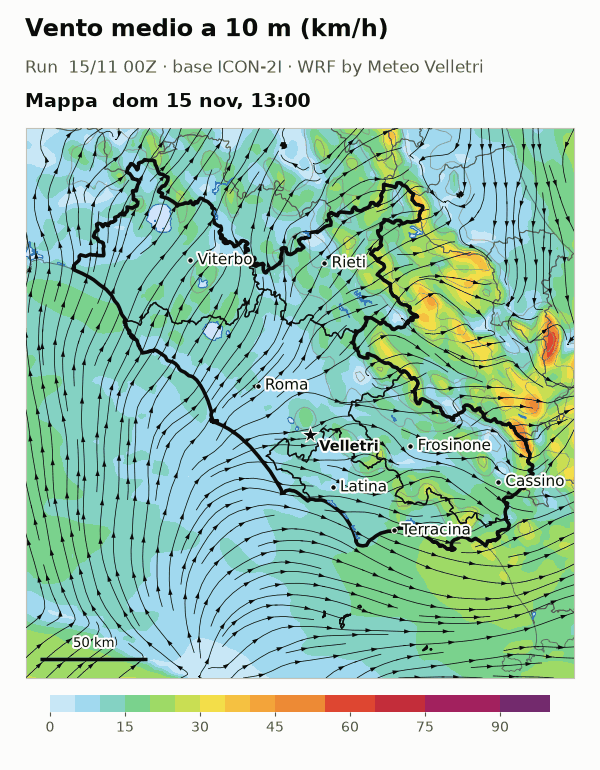 Vento medio a 10 m (km/h)
Run 15/11 00Z · base ICON-2I · WRF by Meteo Velletri
Mappa dom 15 nov, 13:00
Viterbo
Rieti
Roma
Velletri
Frosinone
Latina
Cassino
Terracina
50 km
0 15 30 45 60 75 90